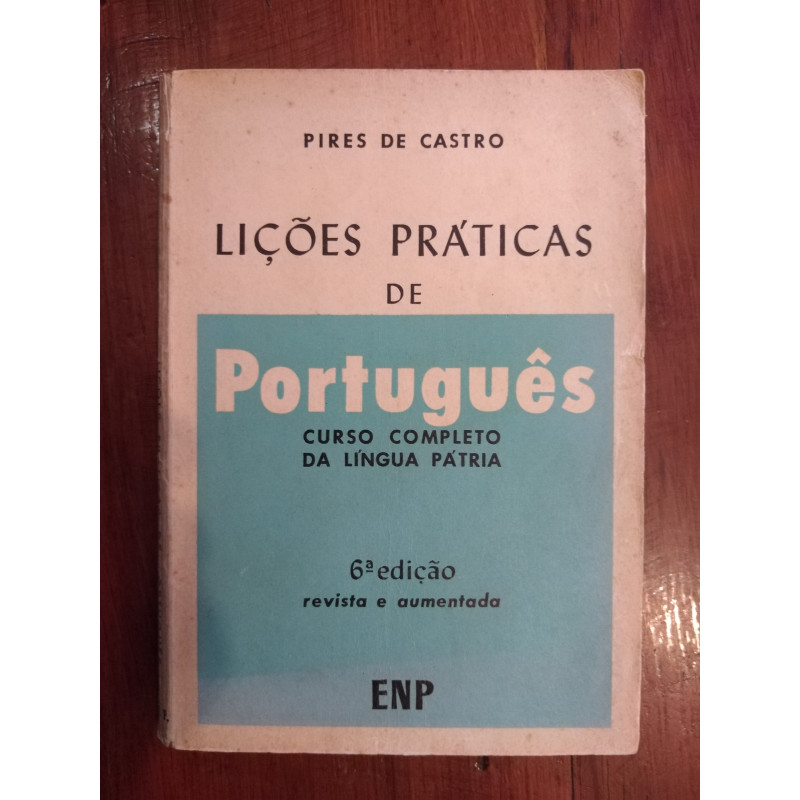 PIRES DE CASTRO
LIÇÕES PRÁTICAS
DE
Português
CURSO COMPLETO
DA LÍNGUA PÁTRIA
6ª edição
revista e aumentada
ENP